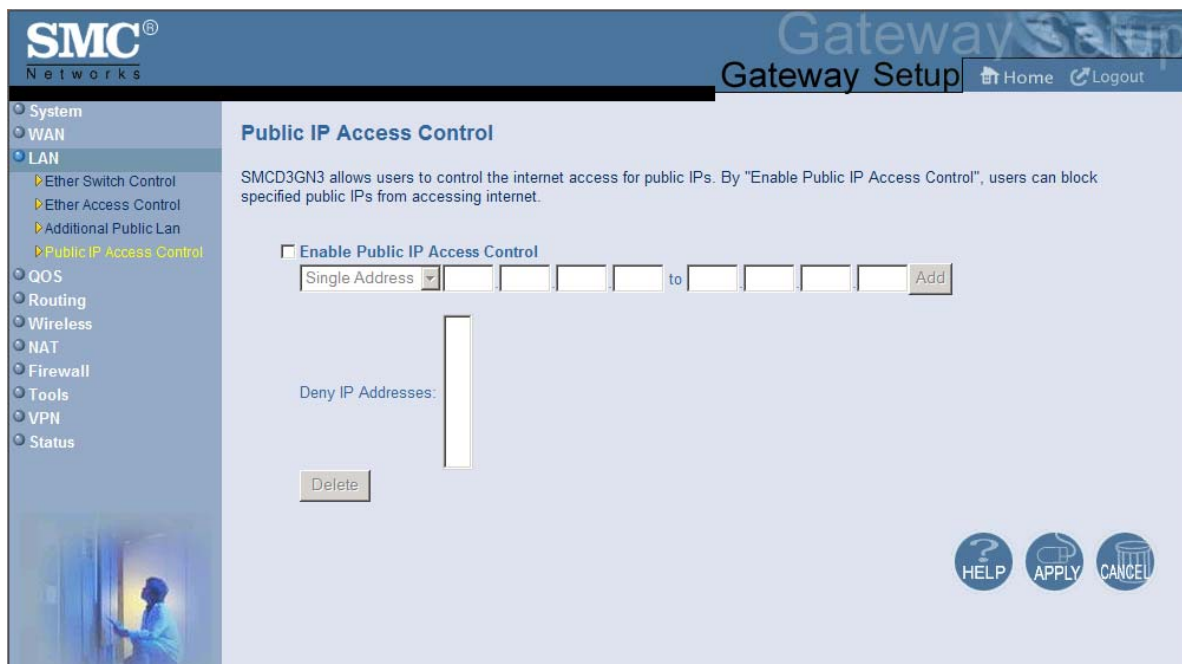 SMC®
Networks
Gateway Setup
Gateway Setup
Home
Logout
System
WAN
LAN
Ether Switch Control
Ether Access Control
Additional Public Lan
Public IP Access Control
QOS
Routing
Wireless
NAT
Firewall
Tools
VPN
Status
Public IP Access Control
SMCD3GN3 allows users to control the internet access for public IPs. By "Enable Public IP Access Control", users can block
specified public IPs from accessing internet.
Enable Public IP Access Control
Single Address . . . to . . . Add
Deny IP Addresses:
Delete
HELP
APPLY
CANCEL